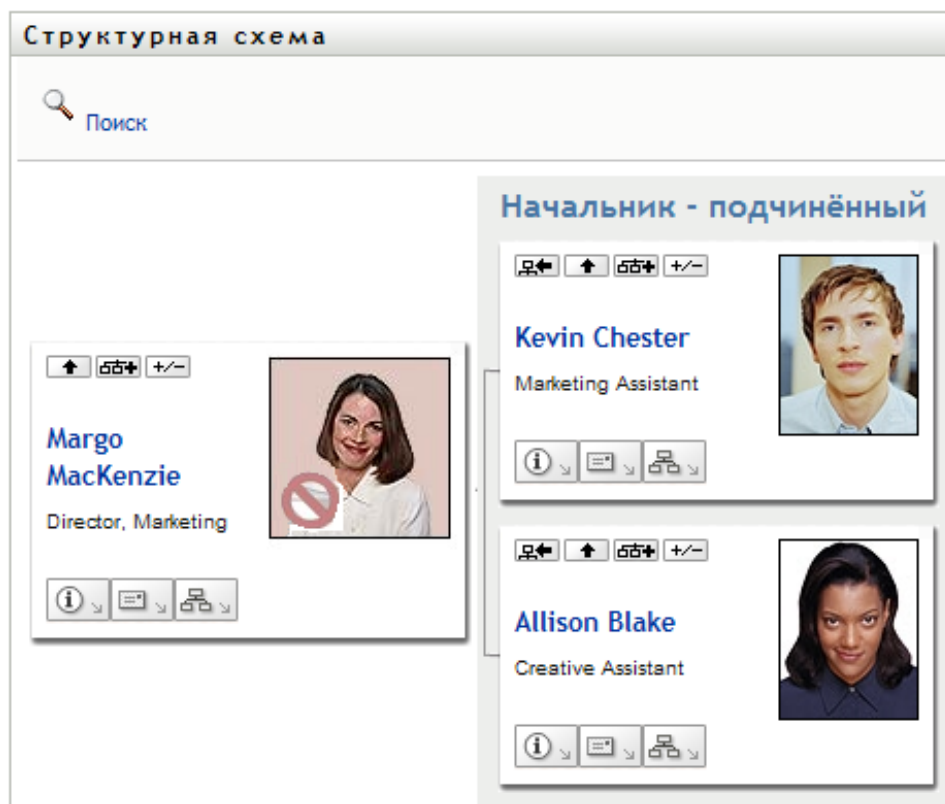 Структурная схема
Поиск
Начальник - подчинённый
Margo
MacKenzie
Director, Marketing
+/−
Kevin Chester
Marketing Assistant
+/−
Allison Blake
Creative Assistant
+/−